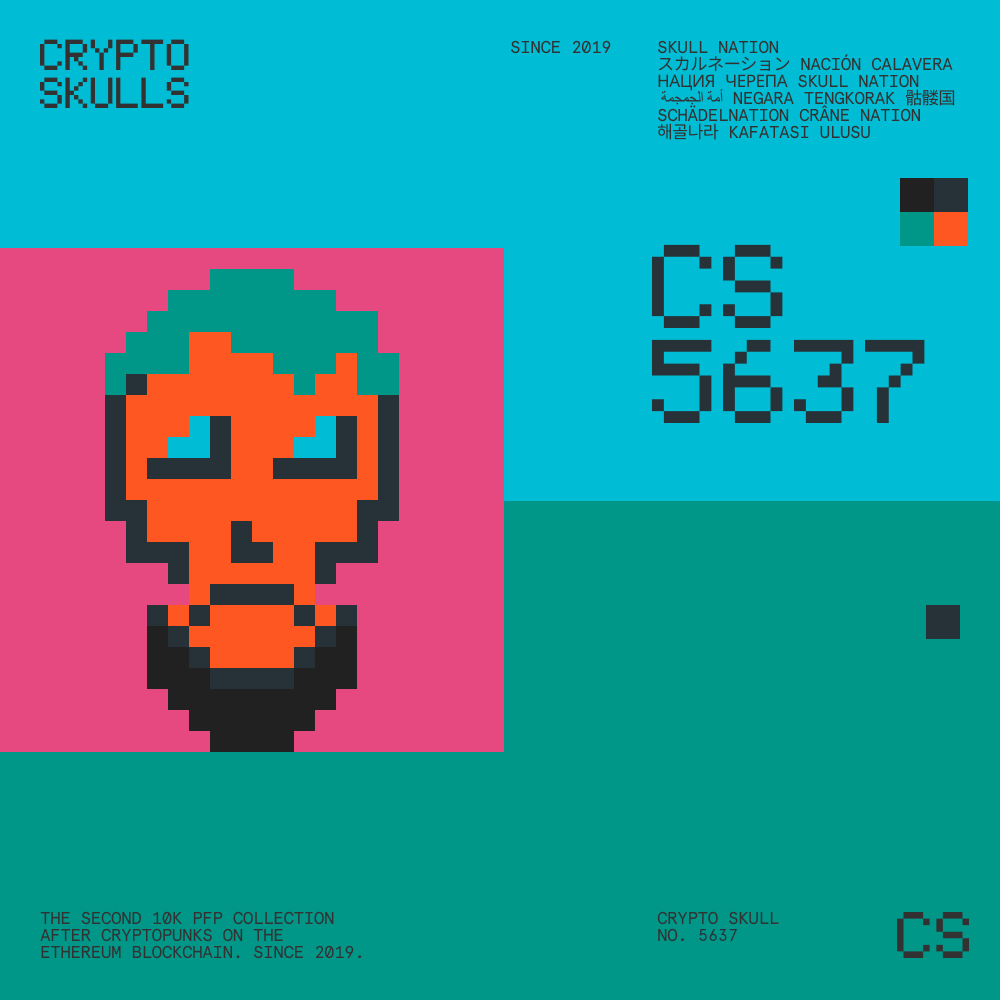 CRYPTO
SKULLS
SINCE 2019
SKULL NATION
スカルネーション NACIÓN CALAVERA
НАЦИЯ ЧЕРЕПА SKULL NATION
أمة الجمجمة NEGARA TENGKORAK 骷髅国
SCHÄDELNATION CRÂNE NATION
해골나라 KAFATASI ULUSU
CS
5637
THE SECOND 10K PFP COLLECTION
AFTER CRYPTOPUNKS ON THE
ETHEREUM BLOCKCHAIN. SINCE 2019.
CRYPTO SKULL
NO. 5637
CS